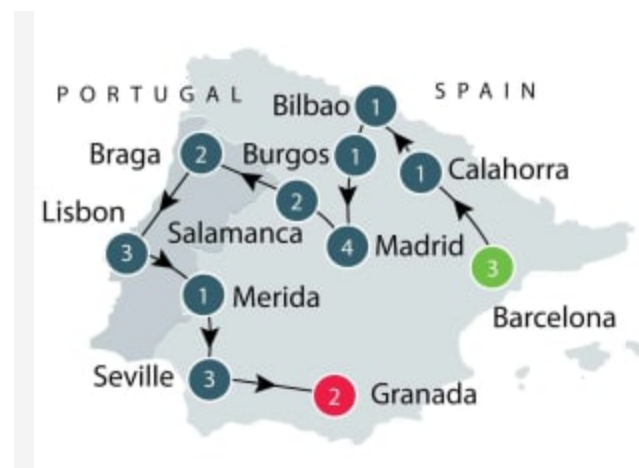 PORTUGAL
SPAIN
Bilbao
1
Braga
2
Burgos
1
1
Calahorra
2
Lisbon
3
Salamanca
4
Madrid
3
1
Merida
Barcelona
Seville
3
2
Granada